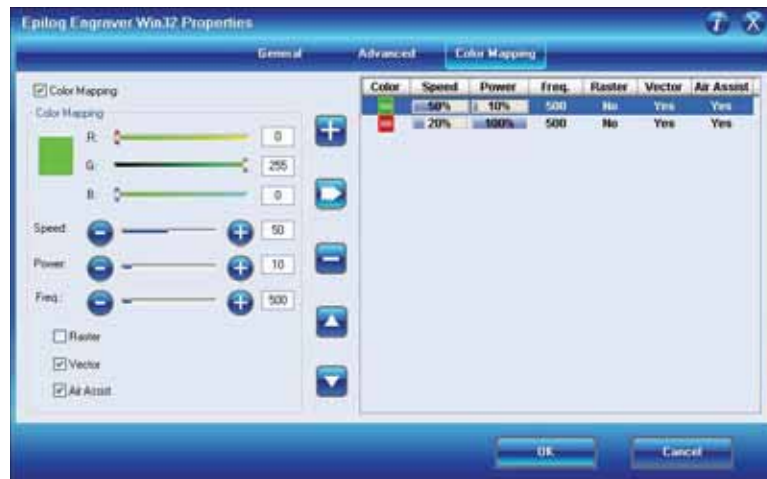 Epilog Engraver Win32 Properties
General Advanced Color Mapping
Color Mapping
Color Mapping
R: 0
G: 255
B: 0
Speed: 50
Power: 10
Freq.: 500
Raster
Vector
Air Assist
Color Speed Power Freq. Raster Vector Air Assist
50% 10% 500 No Yes Yes
20% 100% 500 No Yes Yes
OK Cancel